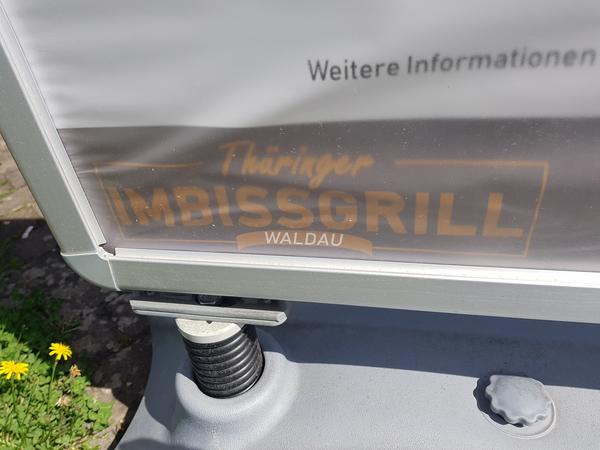 Weitere Informationen
Thüringer
IMBISSGRILL
WALDAU